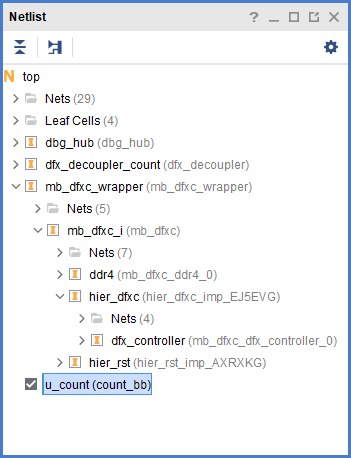 Netlist
N top
Nets (29)
Leaf Cells (4)
dbg_hub (dbg_hub)
dfx_decoupler_count (dfx_decoupler)
mb_dfxc_wrapper (mb_dfxc_wrapper)
Nets (5)
mb_dfxc_i (mb_dfxc)
Nets (7)
ddr4 (mb_dfxc_ddr4_0)
hier_dfxc (hier_dfxc_imp_EJ5EVG)
Nets (4)
dfx_controller (mb_dfxc_dfx_controller_0)
hier_rst (hier_rst_imp_AXRXKG)
u_count (count_bb)